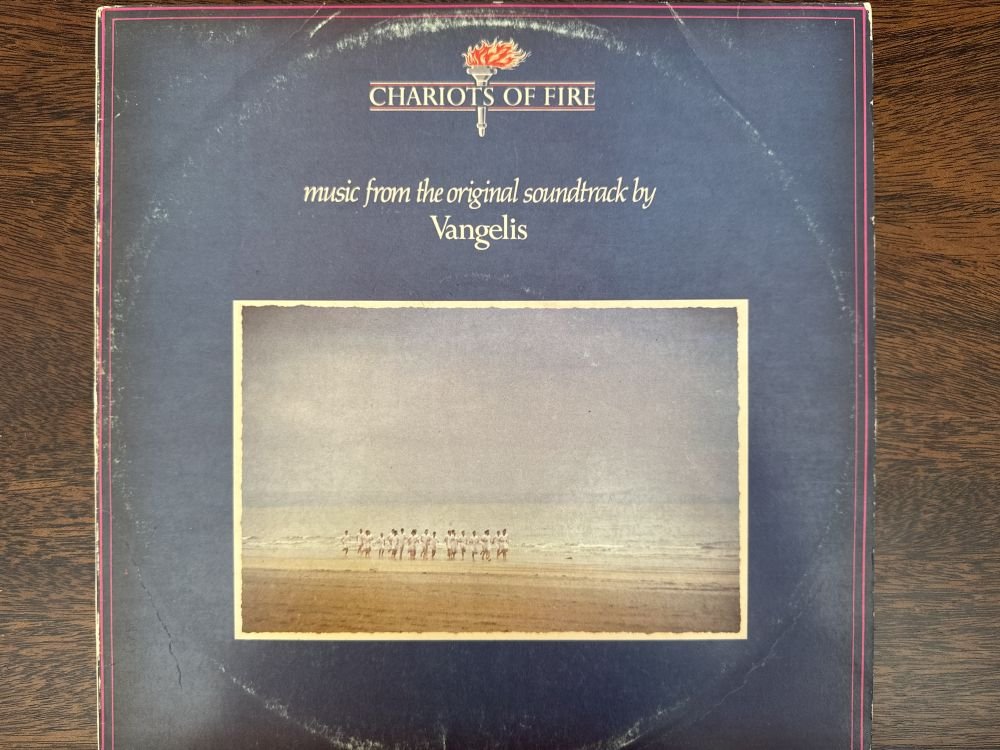 CHARIOTS OF FIRE
music from the original soundtrack by
Vangelis